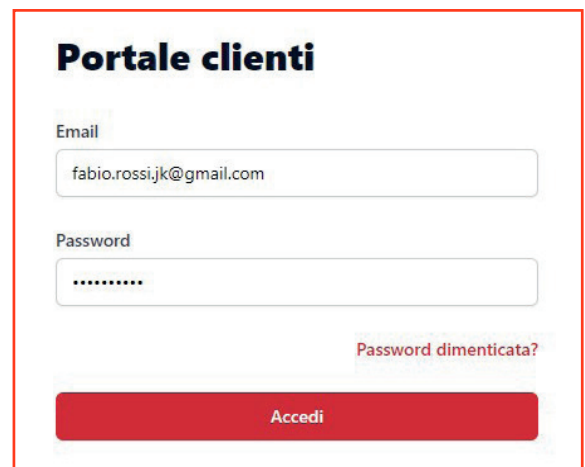 Portale clienti
Email
fabio.rossi.jk@gmail.com
Password
••••••••••
Password dimenticata?
Accedi